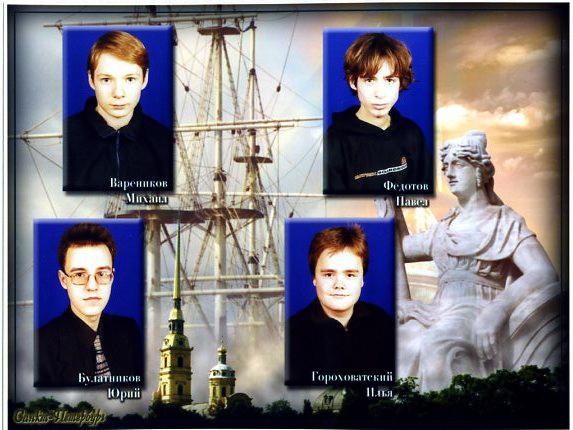 Вареников
Михаил
Федотов
Павел
Булатников
Юрий
Гороховатский
Илья
Санкт-Петербург